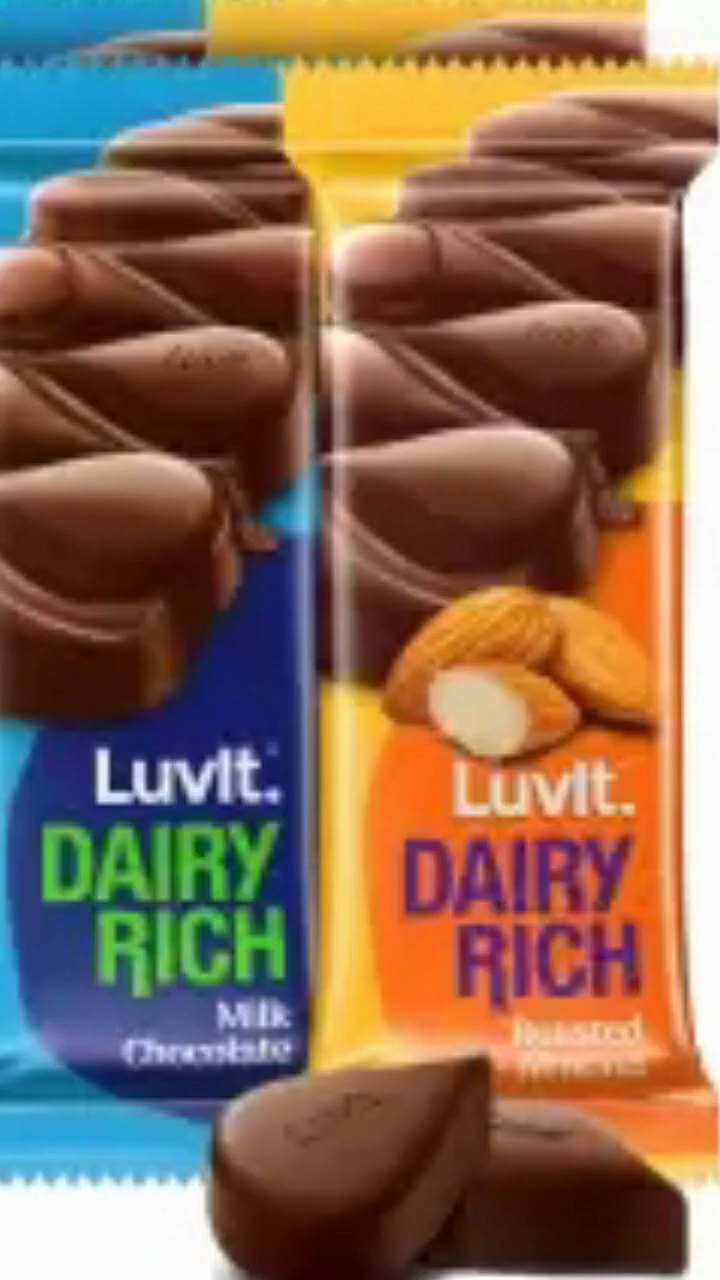 LuvIt.
DAIRY
RICH
Milk
Chocolate
LuvIt.
DAIRY
RICH
Roasted